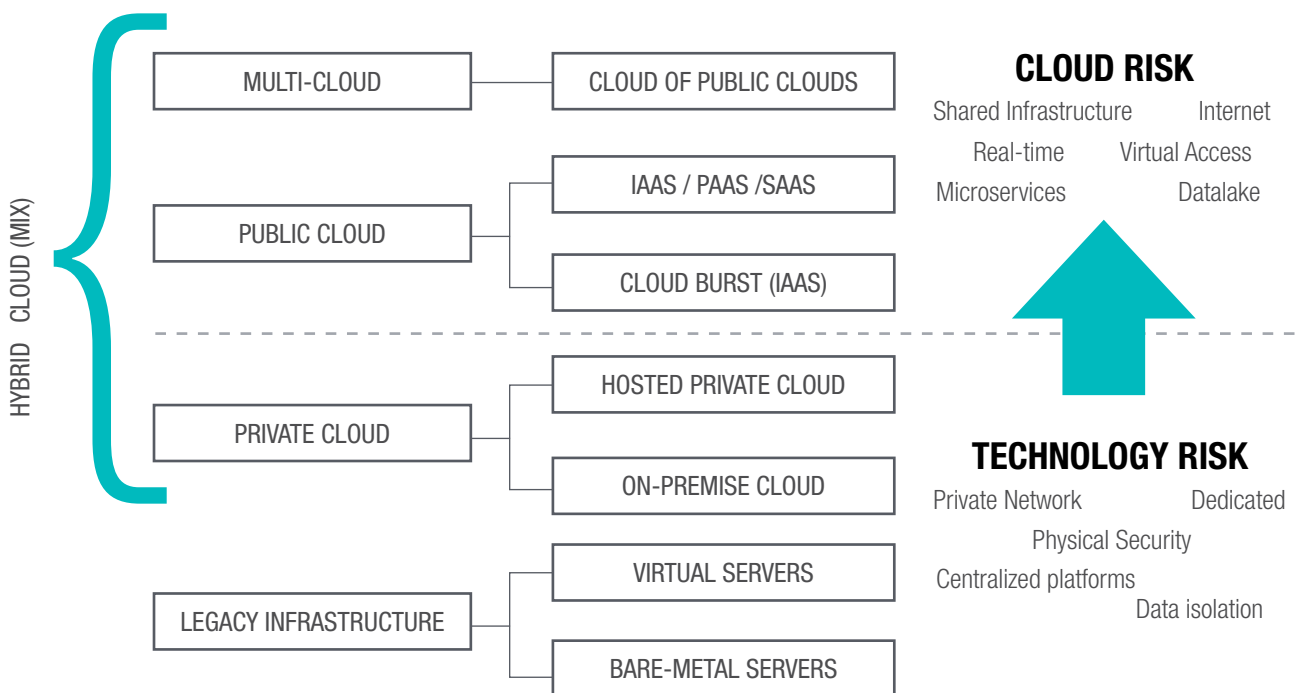 HYBRID CLOUD (MIX)
MULTI-CLOUD
CLOUD OF PUBLIC CLOUDS
PUBLIC CLOUD
IAAS / PAAS /SAAS
CLOUD BURST (IAAS)
PRIVATE CLOUD
HOSTED PRIVATE CLOUD
ON-PREMISE CLOUD
LEGACY INFRASTRUCTURE
VIRTUAL SERVERS
BARE-METAL SERVERS
CLOUD RISK
Shared Infrastructure Internet
Real-time Virtual Access
Microservices Datalake
TECHNOLOGY RISK
Private Network Dedicated
Physical Security
Centralized platforms
Data isolation